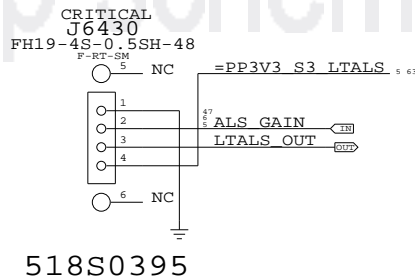 CRITICAL
J6430
FH19-4S-0.5SH-48
F-RT-SM
5 NC
=PP3V3_S3_LTALS 5 63
1
47
6
5
2 ALS_GAIN IN
3 LTALS_OUT OUT
4
6 NC
518S0395